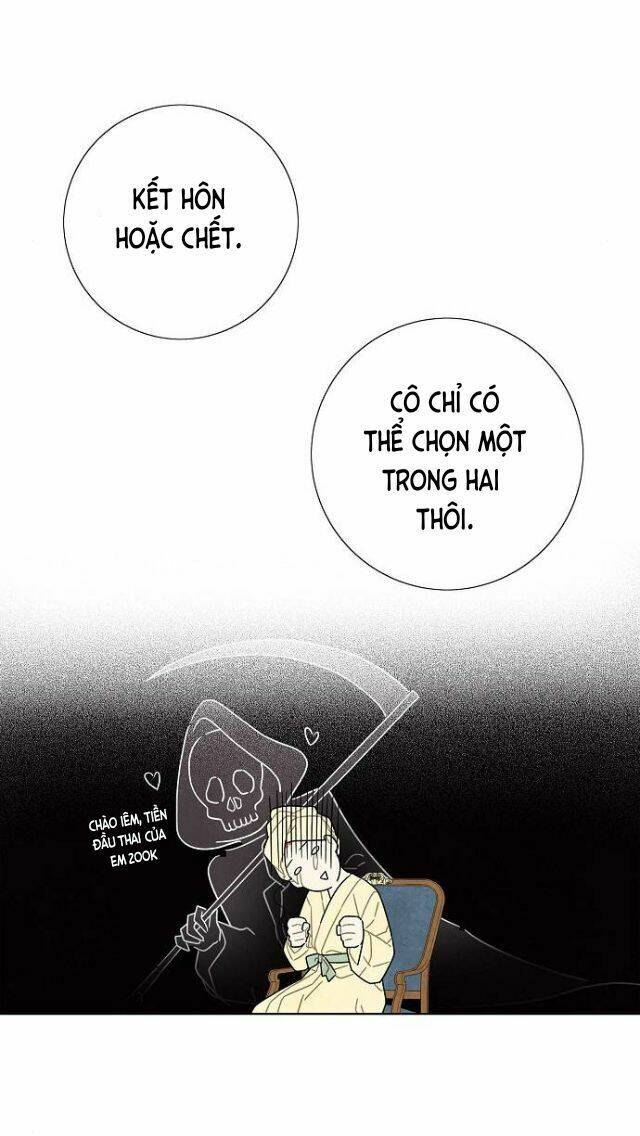 KẾT HÔN
HOẶC CHẾT.
CÔ CHỈ CÓ
THỂ CHỌN MỘT
TRONG HAI
THÔI.
CHÀO IÊM, TIỀN
ĐẦU THAI CỦA
EM 200K